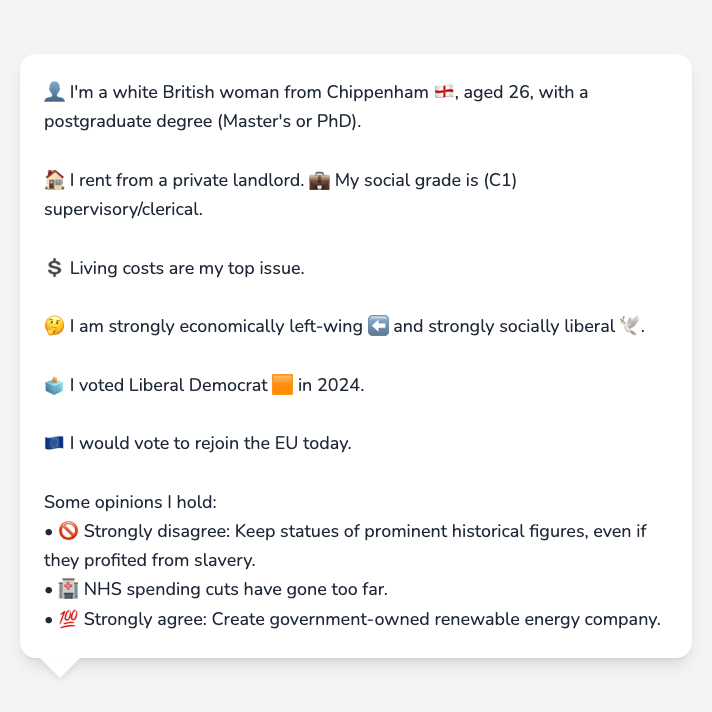 👤 I'm a white British woman from Chippenham 🏴󠁧󠁢󠁥󠁮󠁧󠁿, aged 26, with a
postgraduate degree (Master's or PhD).
🏠 I rent from a private landlord. 💼 My social grade is (C1)
supervisory/clerical.
💲 Living costs are my top issue.
🤔 I am strongly economically left-wing ⬅️ and strongly socially liberal 🕊️.
🗳️ I voted Liberal Democrat 🟧 in 2024.
🇪🇺 I would vote to rejoin the EU today.
Some opinions I hold:
• 🚫 Strongly disagree: Keep statues of prominent historical figures, even if
they profited from slavery.
• 🏥 NHS spending cuts have gone too far.
• 💯 Strongly agree: Create government-owned renewable energy company.